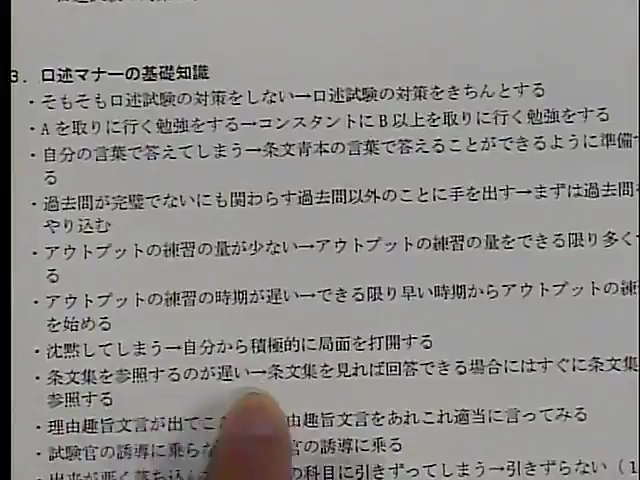 3. 口述マナーの基礎知識
・そもそも口述試験の対策をしない→口述試験の対策をきちんとする
・Aを取りに行く勉強をする→コンスタントにB以上を取りに行く勉強をする
・自分の言葉で答えてしまう→条文青本の言葉で答えることができるように準備
る
・過去問が完璧でないにも関わらす過去問以外のことに手を出す→まずは過去問
やり込む
・アウトプットの練習の量が少ない→アウトプットの練習の量をできる限り多く
る
・アウトプットの練習の時期が遅い→できる限り早い時期からアウトプットの練
を始める
・沈黙してしまう→自分から積極的に局面を打開する
・条文集を参照するのが遅い→条文集を見れば回答できる場合にはすぐに条文集
参照する
・理由趣旨文言が出てこ 由趣旨文言をあれこれ適当に言ってみる
・試験官の誘導に乗らな 官の誘導に乗る
・出来が悪く落ち込ん の科目に引きずってしまう→引きずらない（1